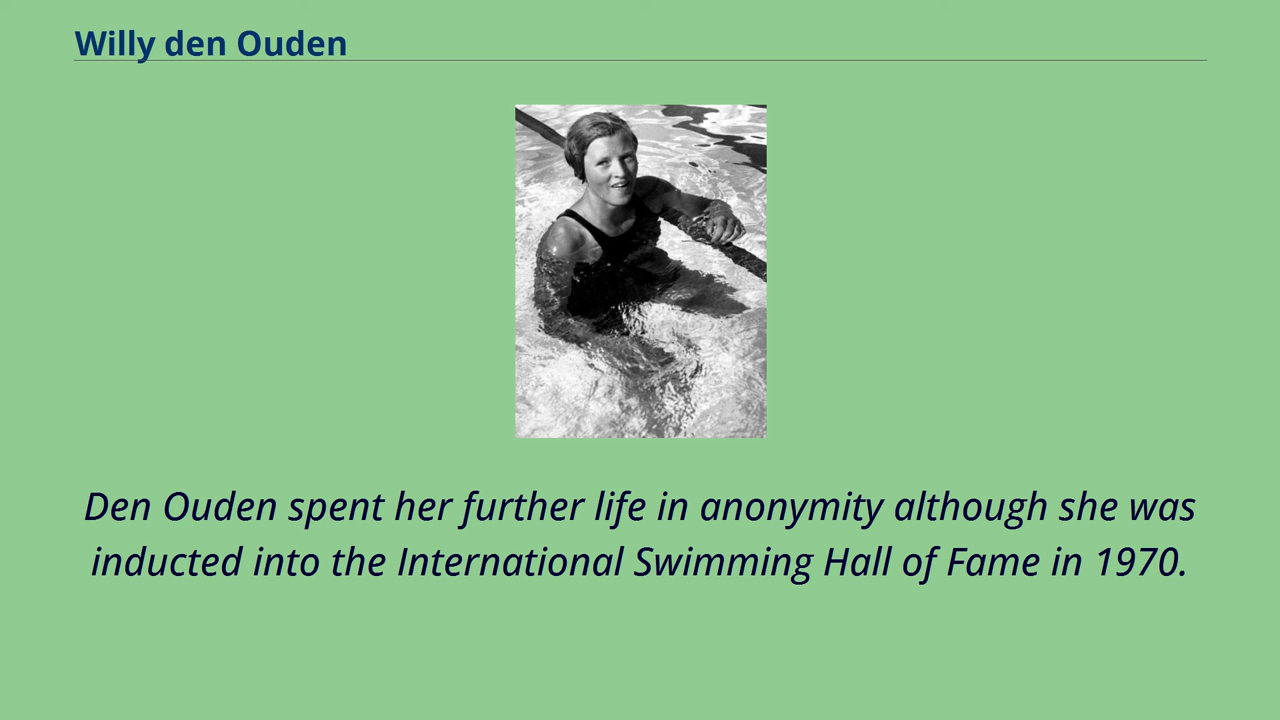 Willy den Ouden
Den Ouden spent her further life in anonymity although she was
inducted into the International Swimming Hall of Fame in 1970.